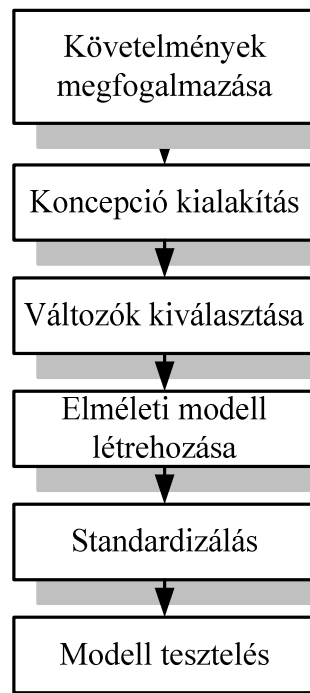 Követelmények
megfogalmazása
Koncepció kialakítás
Változók kiválasztása
Elméleti modell
létrehozása
Standardizálás
Modell tesztelés